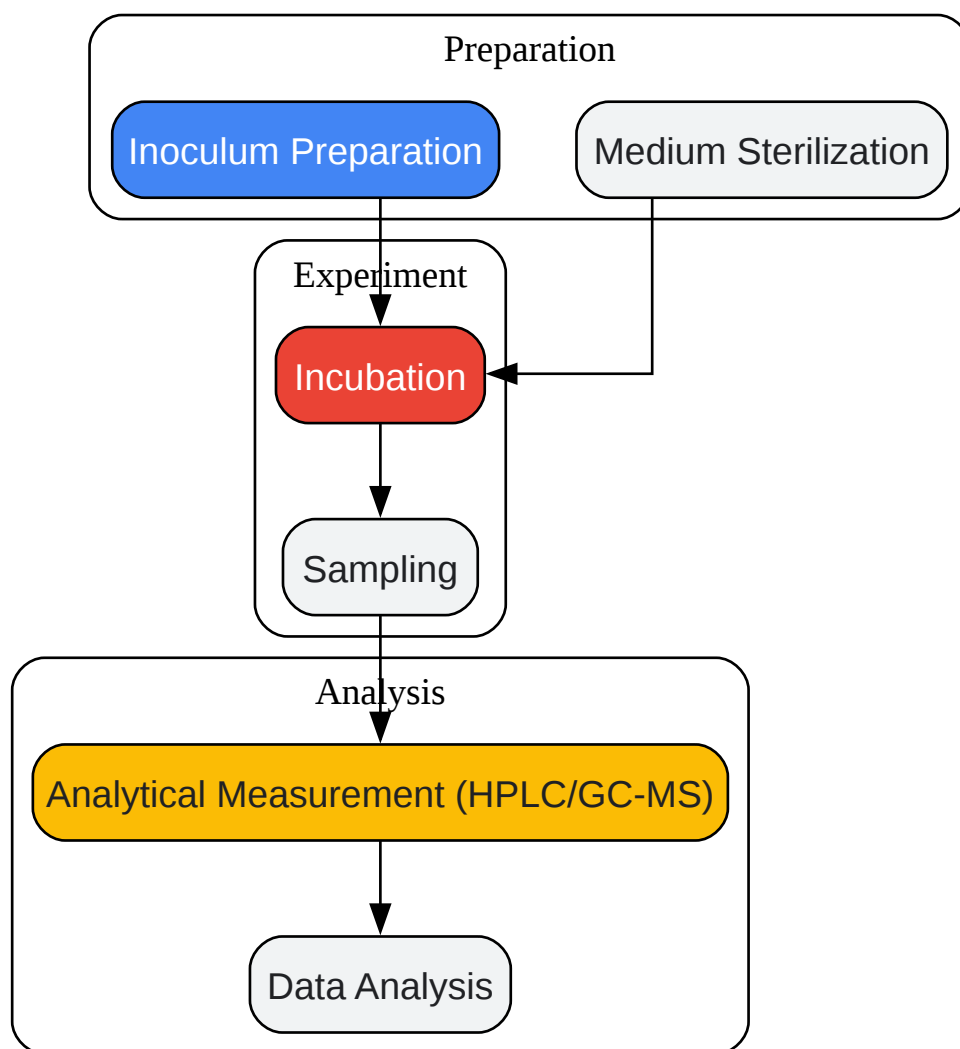 Preparation
Inoculum Preparation
Medium Sterilization
Experiment
Incubation
Sampling
Analysis
Analytical Measurement (HPLC/GC-MS)
Data Analysis